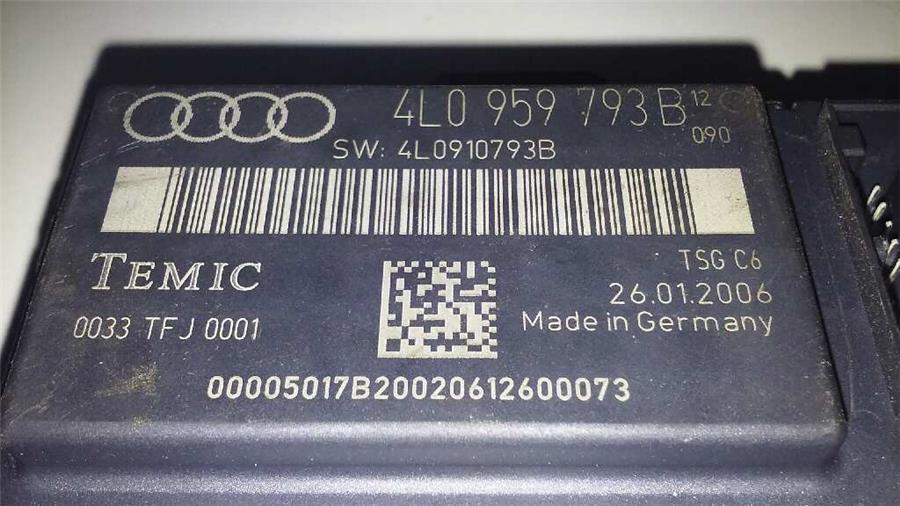 4L0 959 793 B 12
090
SW: 4L0910793B
TEMIC
TSG C6
26.01.2006
0033 TFJ 0001
Made in Germany
00005017B20020612600073